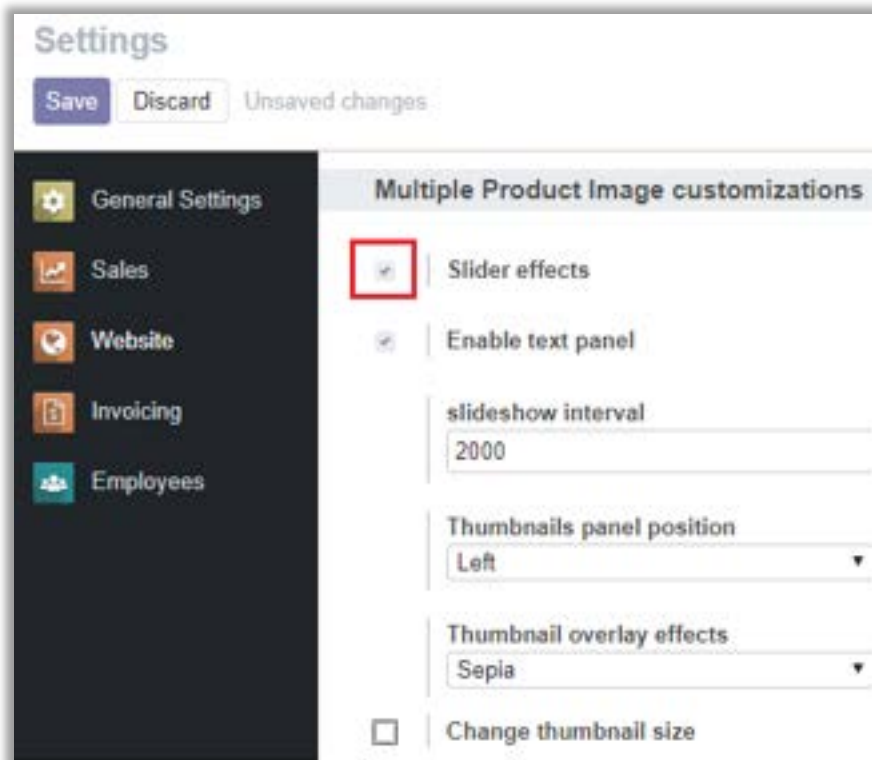 Settings
Save Discard Unsaved changes
General Settings
Sales
Website
Invoicing
Employees
Multiple Product Image customizations
Slider effects
Enable text panel
slideshow interval
2000
Thumbnails panel position
Left
Thumbnail overlay effects
Sepia
Change thumbnail size